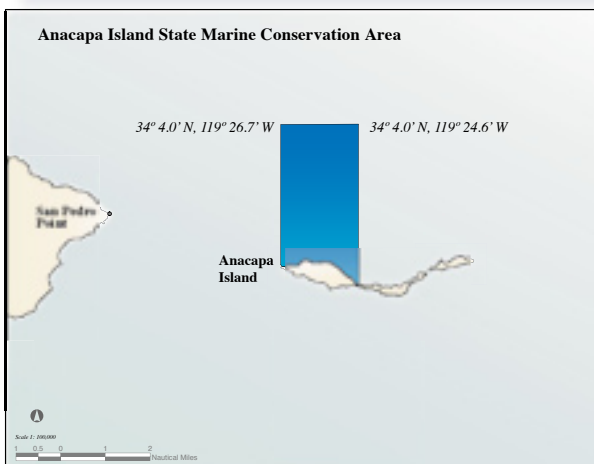 Anacapa Island State Marine Conservation Area
34º 4.0’ N, 119º 26.7’ W
34º 4.0’ N, 119º 24.6’ W
San Pedro
Point
Anacapa
Island
Scale 1: 100,000
1 0.5 0 1 2
Nautical Miles